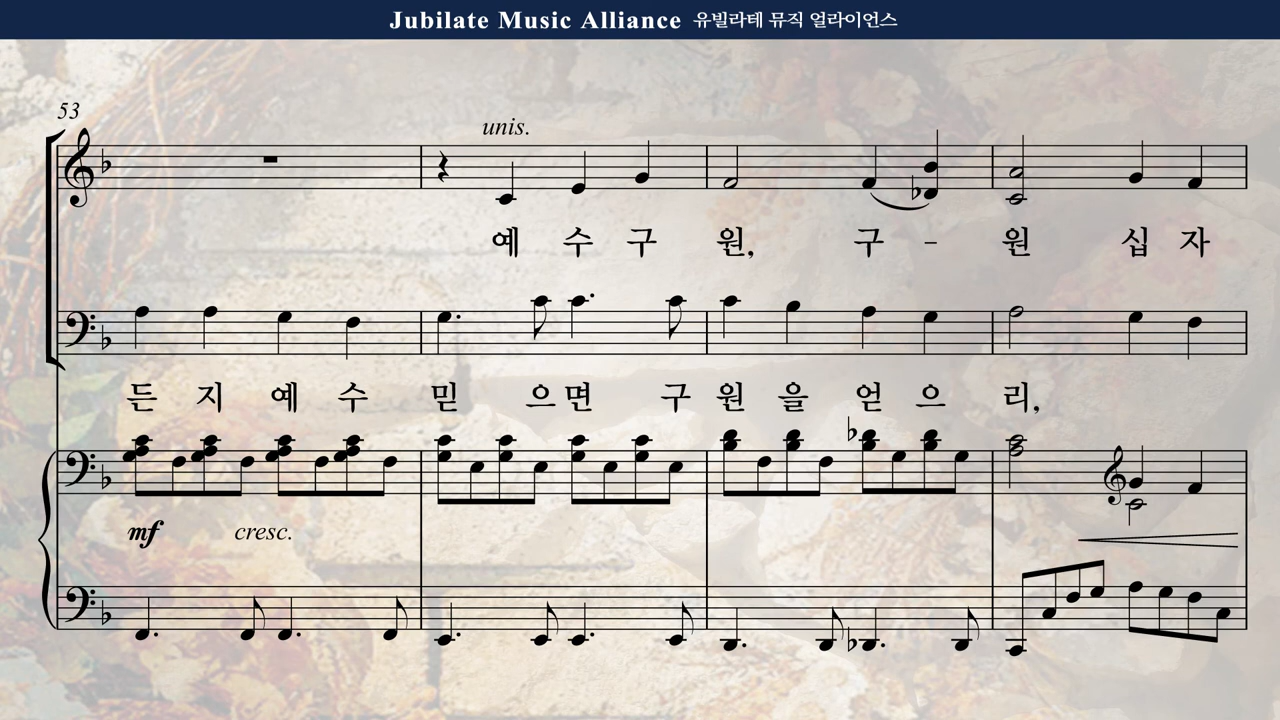 Jubilate Music Alliance 유빌라테 뮤직 얼라이언스
53
unis.
예 수 구 원, 구 - 원 십 자
든 지 예 수 믿 으 면 구 원 을 얻 으 리,
mf cresc.